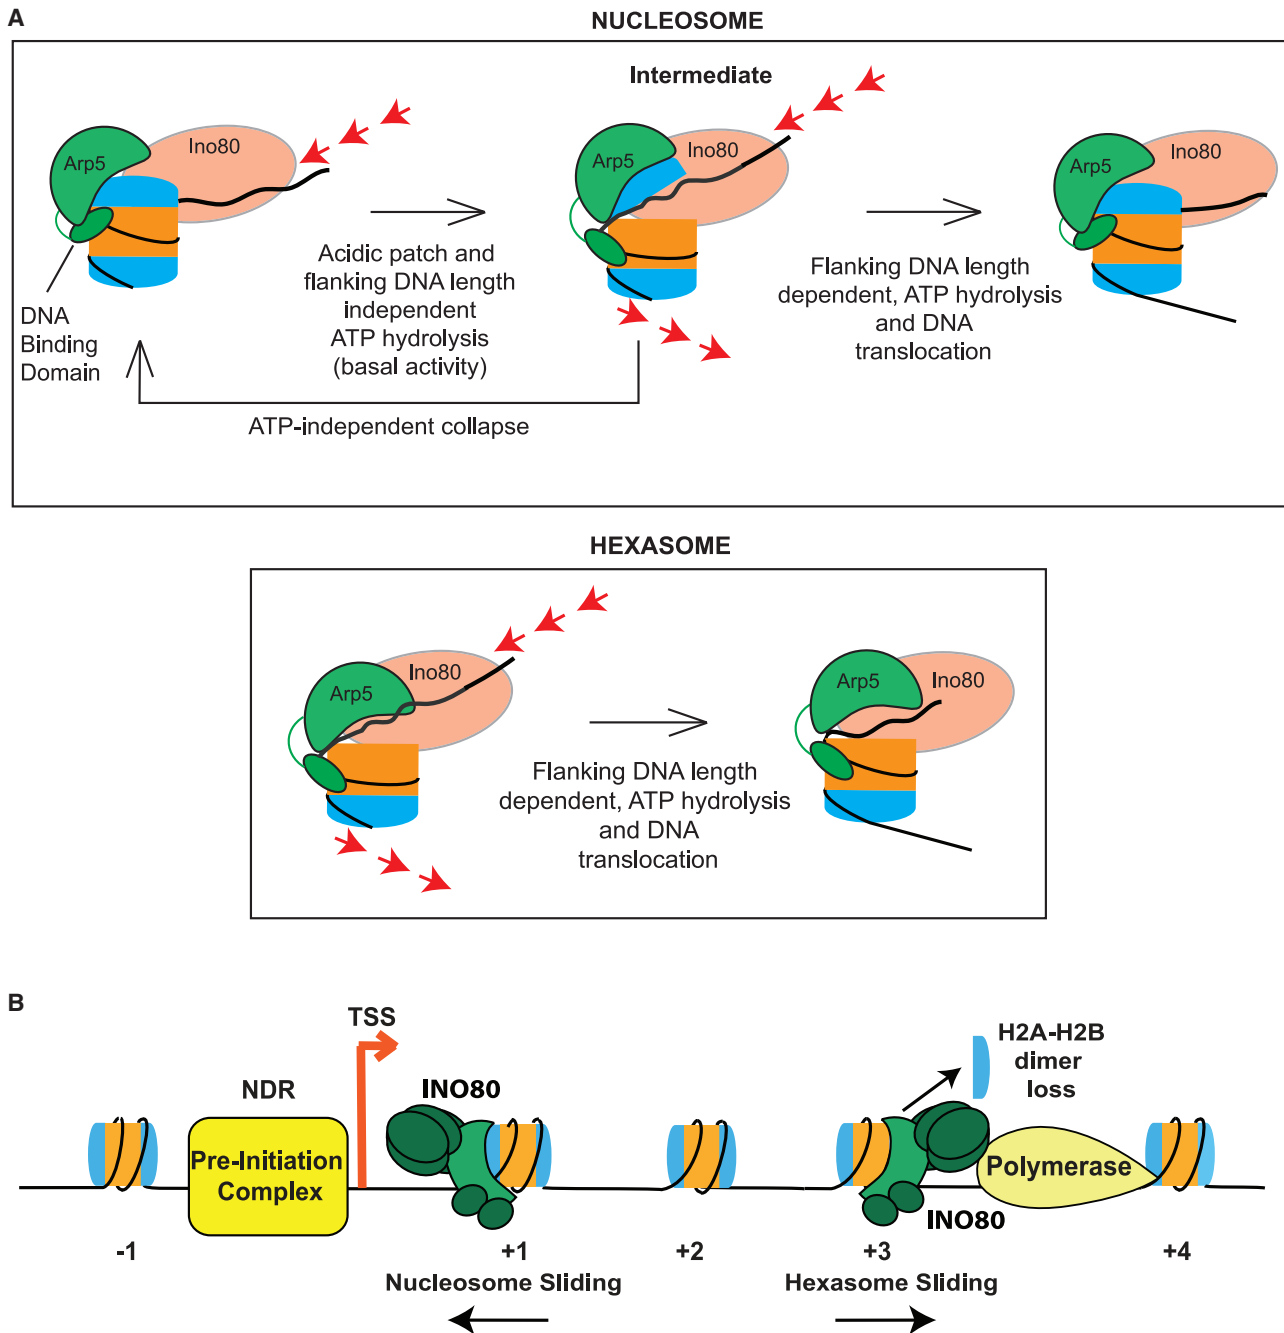 A
NUCLEOSOME
Intermediate
Arp5
Ino80
Arp5
Ino80
Arp5
Ino80
DNA
Binding
Domain
Acidic patch and
flanking DNA length
independent
ATP hydrolysis
(basal activity)
Flanking DNA length
dependent, ATP hydrolysis
and DNA
translocation
ATP-independent collapse
HEXASOME
Arp5
Ino80
Arp5
Ino80
Flanking DNA length
dependent, ATP hydrolysis
and DNA
translocation
B
TSS
NDR
INO80
H2A-H2B
dimer
loss
Pre-Initiation
Complex
Polymerase
INO80
-1
+1
+2
+3
+4
Nucleosome Sliding
Hexasome Sliding